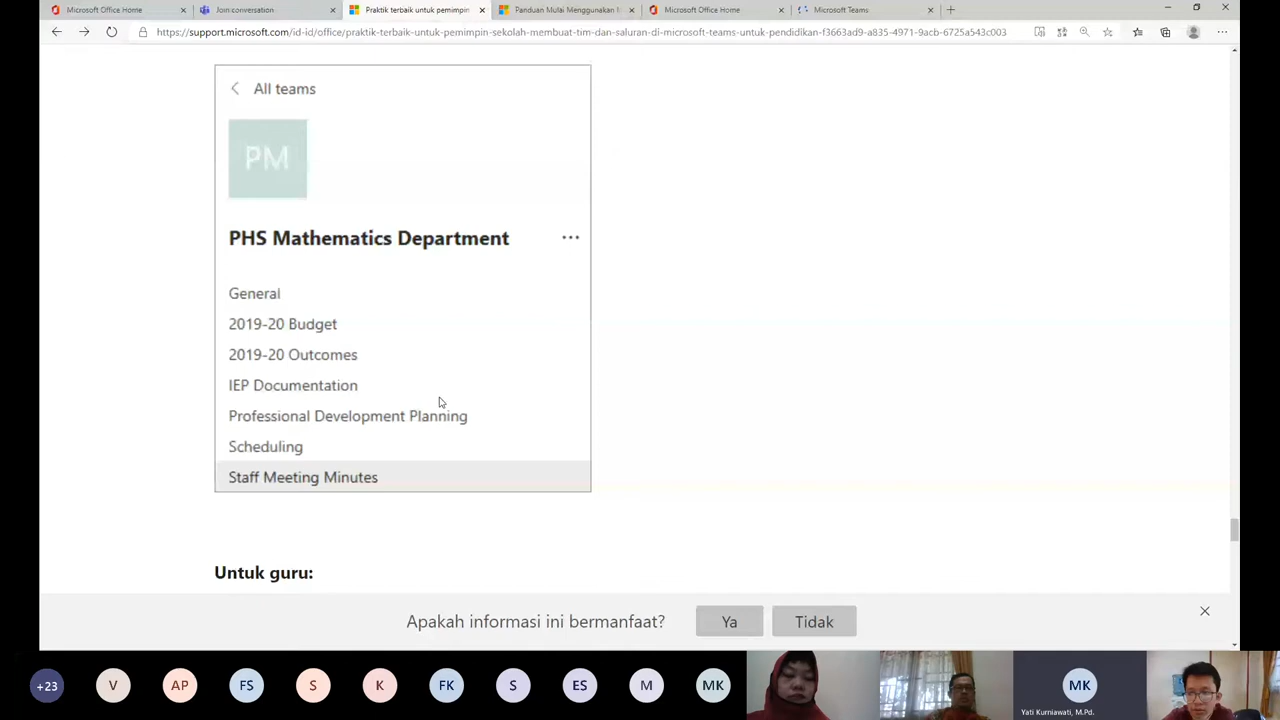 Microsoft Office Home
Join conversation
Praktik terbaik untuk pemimpin
Panduan Mulai Menggunakan M
Microsoft Office Home
Microsoft Teams
https://support.microsoft.com/id-id/office/praktik-terbaik-untuk-pemimpin-sekolah-membuat-tim-dan-saluran-di-microsoft-teams-untuk-pendidikan-f3663ad9-a835-4971-9acb-6725a543c003
All teams
PM
PHS Mathematics Department
General
2019-20 Budget
2019-20 Outcomes
IEP Documentation
Professional Development Planning
Scheduling
Staff Meeting Minutes
Untuk guru:
Apakah informasi ini bermanfaat?
Ya
Tidak
+23
V
AP
FS
S
K
FK
S
ES
M
MK
MK
Yati Kurniawati, M.Pd.